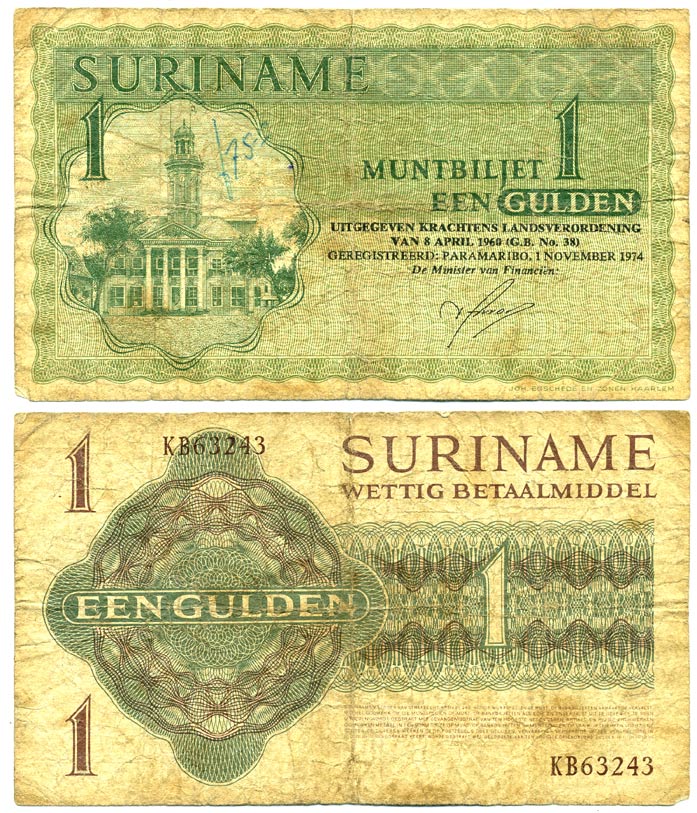 SURINAME
1
1
MUNTBILJET
EEN GULDEN
UITGEGEVEN KRACHTENS LANDSVERORDENING
VAN 8 APRIL 1960 (G.B. No. 38)
GEREGISTREERD: PARAMARIBO, 1 NOVEMBER 1974
De Minister van Financiën:
JOH. ENSCHEDÉ EN ZONEN HAARLEM
1
KB63243
SURINAME
WETTIG BETAALMIDDEL
EEN GULDEN
1
1
KB63243